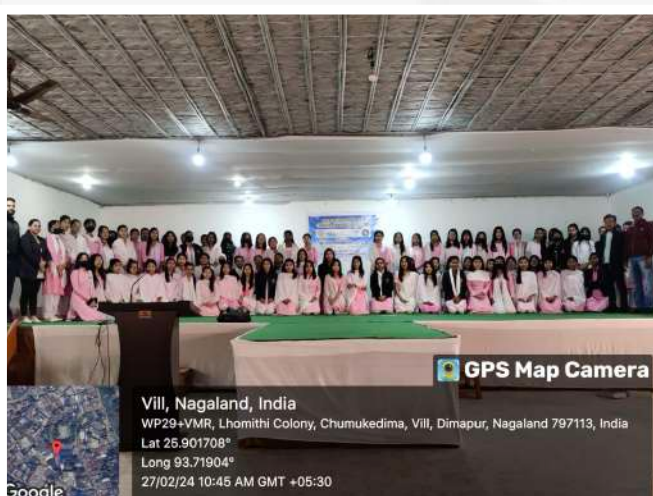 GPS Map Camera
Vill, Nagaland, India
WP29+VMR, Lhomithi Colony, Chumukedima, Vill, Dimapur, Nagaland 797113, India
Lat 25.901708°
Long 93.71904°
27/02/24 10:45 AM GMT +05:30
Google